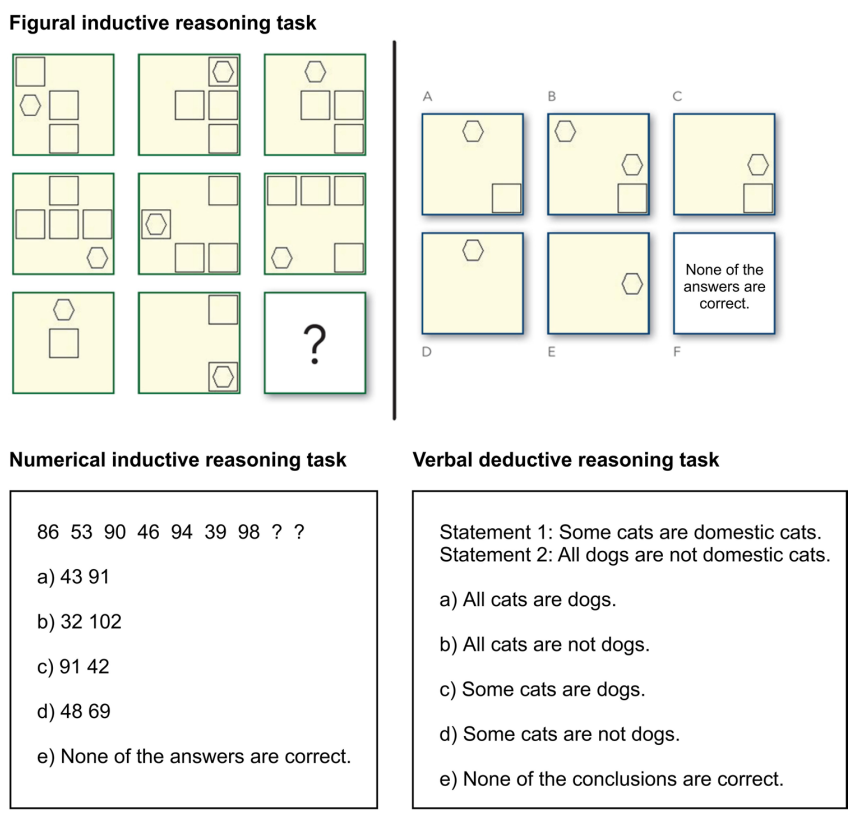 Figural inductive reasoning task
?
A
B
C
D
E
F
None of the
answers are
correct.
Numerical inductive reasoning task
86 53 90 46 94 39 98 ? ?
a) 43 91
b) 32 102
c) 91 42
d) 48 69
e) None of the answers are correct.
Verbal deductive reasoning task
Statement 1: Some cats are domestic cats.
Statement 2: All dogs are not domestic cats.
a) All cats are dogs.
b) All cats are not dogs.
c) Some cats are dogs.
d) Some cats are not dogs.
e) None of the conclusions are correct.